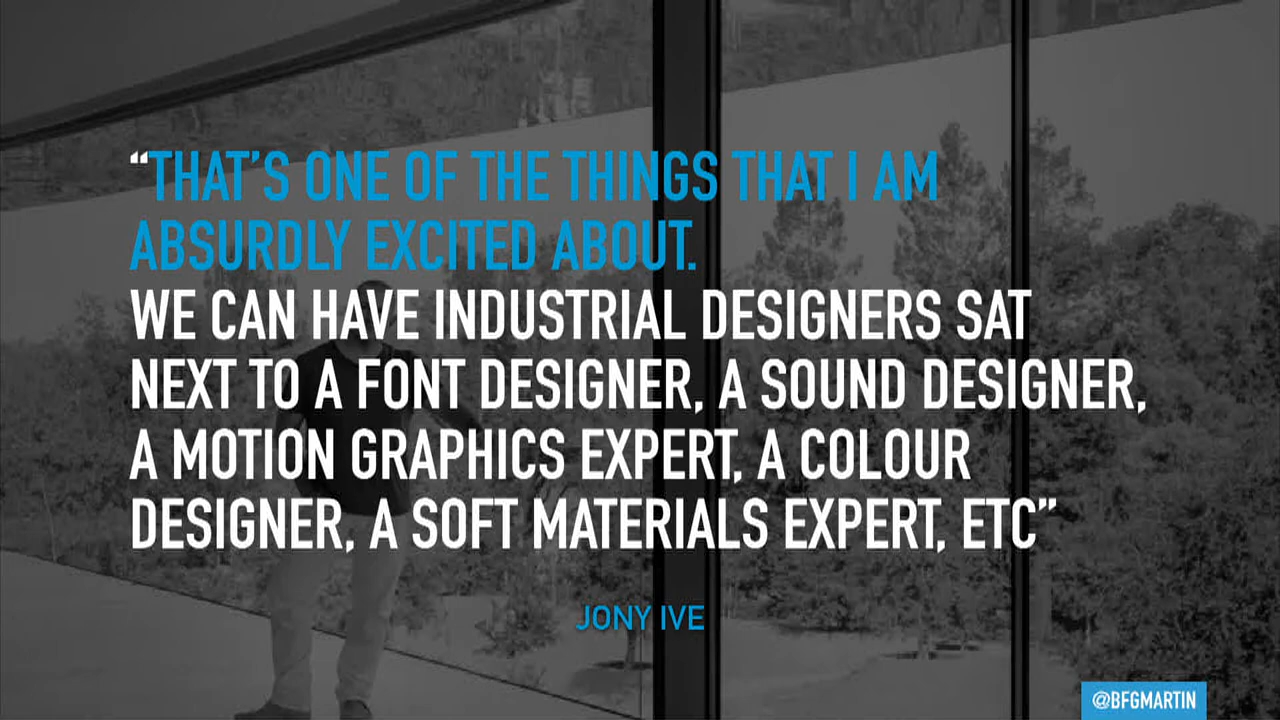 “THAT’S ONE OF THE THINGS THAT I AM
ABSURDLY EXCITED ABOUT.
WE CAN HAVE INDUSTRIAL DESIGNERS SAT
NEXT TO A FONT DESIGNER, A SOUND DESIGNER,
A MOTION GRAPHICS EXPERT, A COLOUR
DESIGNER, A SOFT MATERIALS EXPERT, ETC”
JONY IVE
@BFGMARTIN